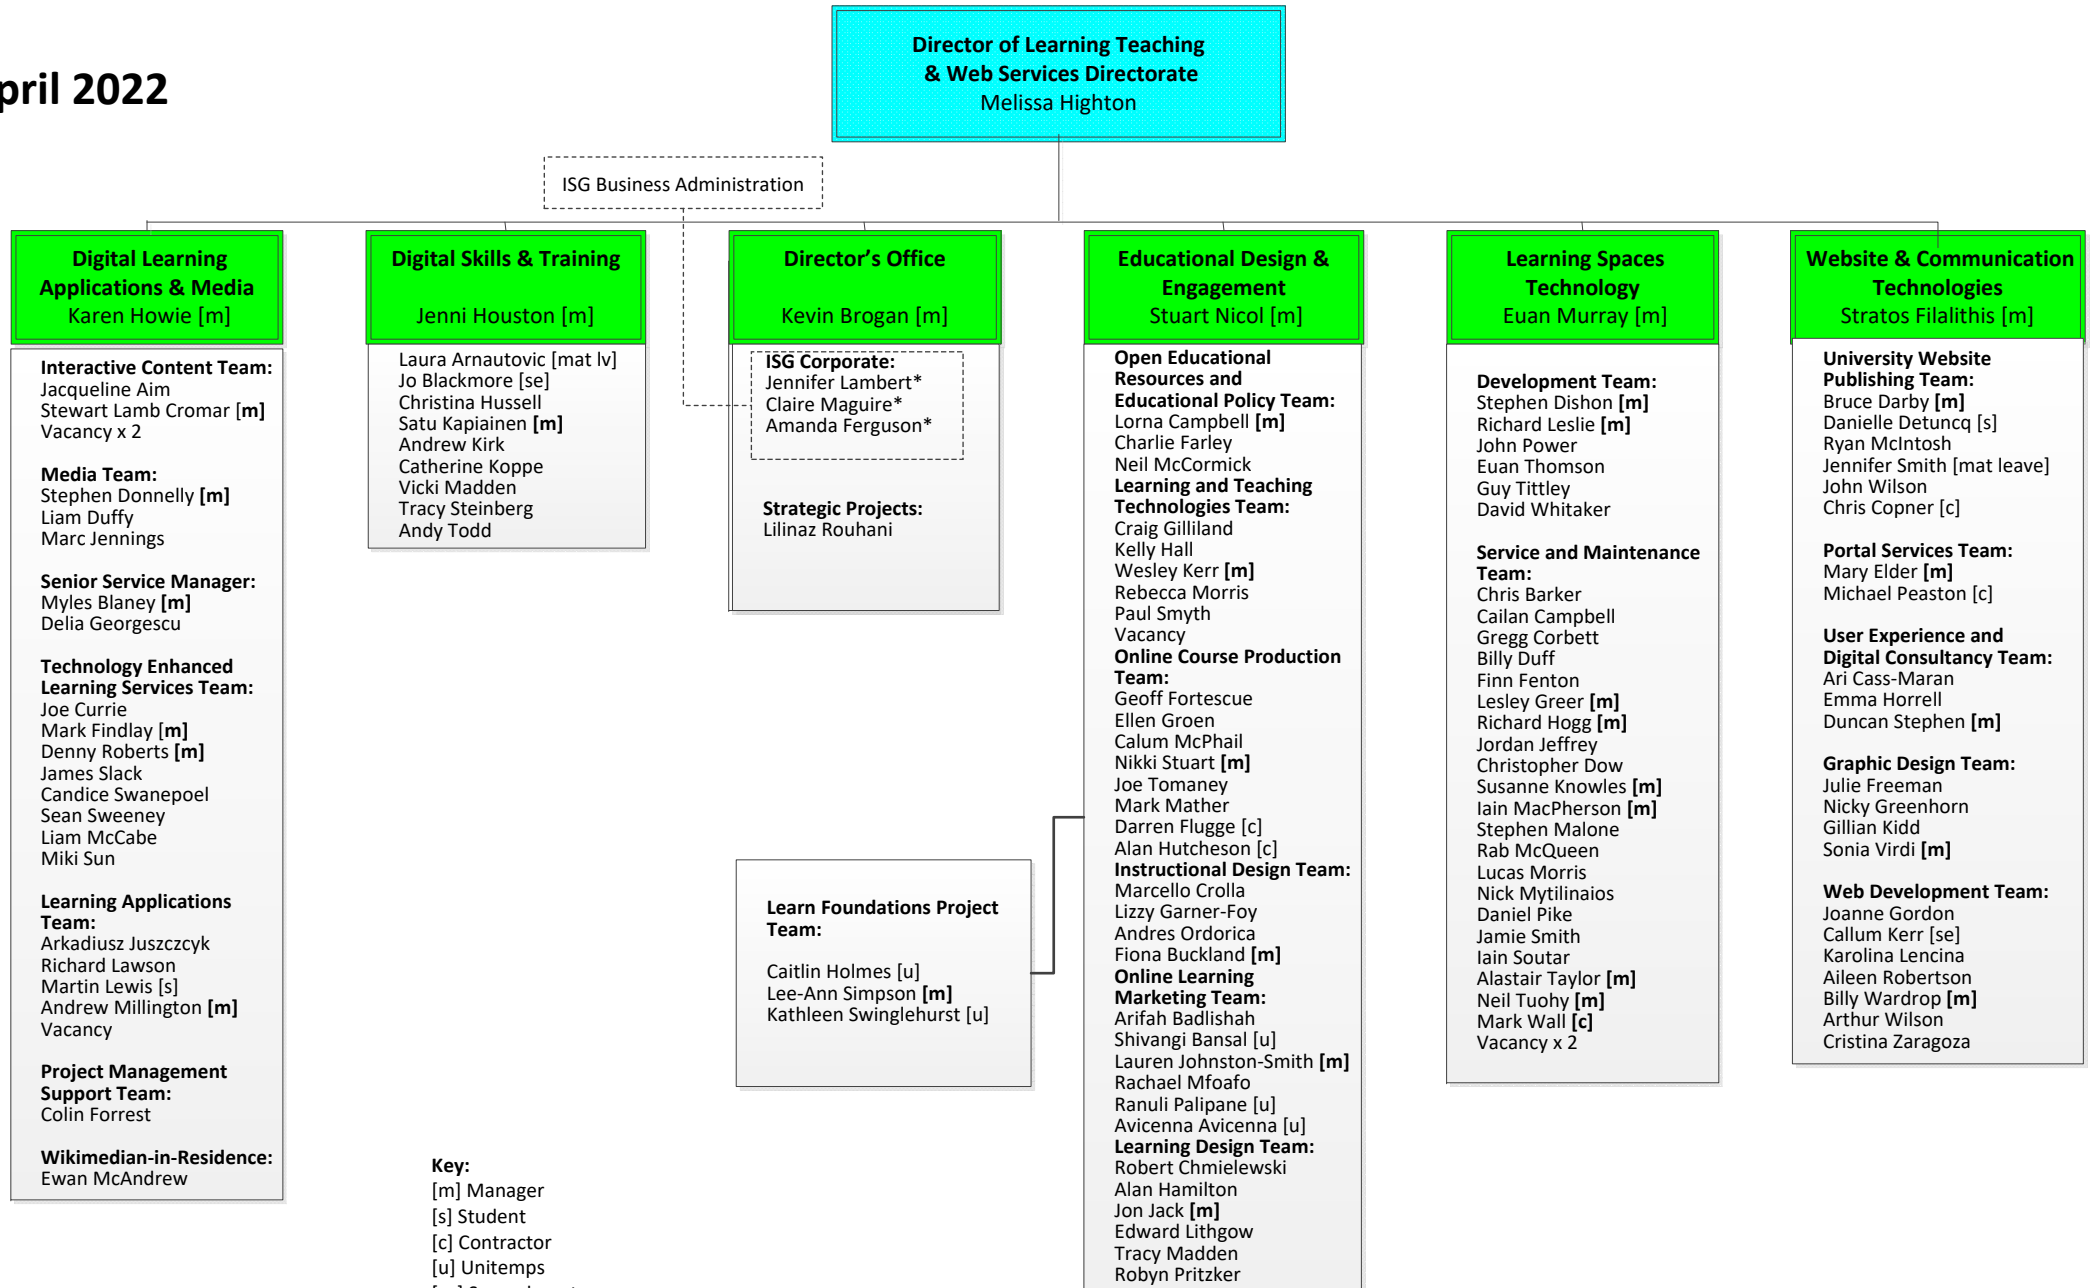 pril 2022
Director of Learning Teaching
& Web Services Directorate
Melissa Highton
ISG Business Administration
Digital Learning
Applications & Media
Karen Howie [m]
Interactive Content Team:
Jacqueline Aim
Stewart Lamb Cromar [m]
Vacancy x 2
Media Team:
Stephen Donnelly [m]
Liam Duffy
Marc Jennings
Senior Service Manager:
Myles Blaney [m]
Delia Georgescu
Technology Enhanced
Learning Services Team:
Joe Currie
Mark Findlay [m]
Denny Roberts [m]
James Slack
Candice Swanepoel
Sean Sweeney
Liam McCabe
Miki Sun
Learning Applications
Team:
Arkadiusz Juszczcyk
Richard Lawson
Martin Lewis [s]
Andrew Millington [m]
Vacancy
Project Management
Support Team:
Colin Forrest
Wikimedian-in-Residence:
Ewan McAndrew
Digital Skills & Training
Jenni Houston [m]
Laura Arnautovic [mat lv]
Jo Blackmore [se]
Christina Hussell
Satu Kapiainen [m]
Andrew Kirk
Catherine Koppe
Vicki Madden
Tracy Steinberg
Andy Todd
Key:
[m] Manager
[s] Student
[c] Contractor
[u] Unitemps
Director’s Office
Kevin Brogan [m]
ISG Corporate:
Jennifer Lambert*
Claire Maguire*
Amanda Ferguson*
Strategic Projects:
Lilinaz Rouhani
Learn Foundations Project
Team:
Caitlin Holmes [u]
Lee-Ann Simpson [m]
Kathleen Swinglehurst [u]
Educational Design &
Engagement
Stuart Nicol [m]
Open Educational
Resources and
Educational Policy Team:
Lorna Campbell [m]
Charlie Farley
Neil McCormick
Learning and Teaching
Technologies Team:
Craig Gilliland
Kelly Hall
Wesley Kerr [m]
Rebecca Morris
Paul Smyth
Vacancy
Online Course Production
Team:
Geoff Fortescue
Ellen Groen
Calum McPhail
Nikki Stuart [m]
Joe Tomaney
Mark Mather
Darren Flugge [c]
Alan Hutcheson [c]
Instructional Design Team:
Marcello Crolla
Lizzy Garner-Foy
Andres Ordorica
Fiona Buckland [m]
Online Learning
Marketing Team:
Arifah Badlishah
Shivangi Bansal [u]
Lauren Johnston-Smith [m]
Rachael Mfoafo
Ranuli Palipane [u]
Avicenna Avicenna [u]
Learning Design Team:
Robert Chmielewski
Alan Hamilton
Jon Jack [m]
Edward Lithgow
Tracy Madden
Robyn Pritzker
Learning Spaces
Technology
Euan Murray [m]
Development Team:
Stephen Dishon [m]
Richard Leslie [m]
John Power
Euan Thomson
Guy Tittley
David Whitaker
Service and Maintenance
Team:
Chris Barker
Cailan Campbell
Gregg Corbett
Billy Duff
Finn Fenton
Lesley Greer [m]
Richard Hogg [m]
Jordan Jeffrey
Christopher Dow
Susanne Knowles [m]
Iain MacPherson [m]
Stephen Malone
Rab McQueen
Lucas Morris
Nick Mytilinaios
Daniel Pike
Jamie Smith
Iain Soutar
Alastair Taylor [m]
Neil Tuohy [m]
Mark Wall [c]
Vacancy x 2
Website & Communication
Technologies
Stratos Filalithis [m]
University Website
Publishing Team:
Bruce Darby [m]
Danielle Detuncq [s]
Ryan McIntosh
Jennifer Smith [mat leave]
John Wilson
Chris Copner [c]
Portal Services Team:
Mary Elder [m]
Michael Peaston [c]
User Experience and
Digital Consultancy Team:
Ari Cass-Maran
Emma Horrell
Duncan Stephen [m]
Graphic Design Team:
Julie Freeman
Nicky Greenhorn
Gillian Kidd
Sonia Virdi [m]
Web Development Team:
Joanne Gordon
Callum Kerr [se]
Karolina Lencina
Aileen Robertson
Billy Wardrop [m]
Arthur Wilson
Cristina Zaragoza